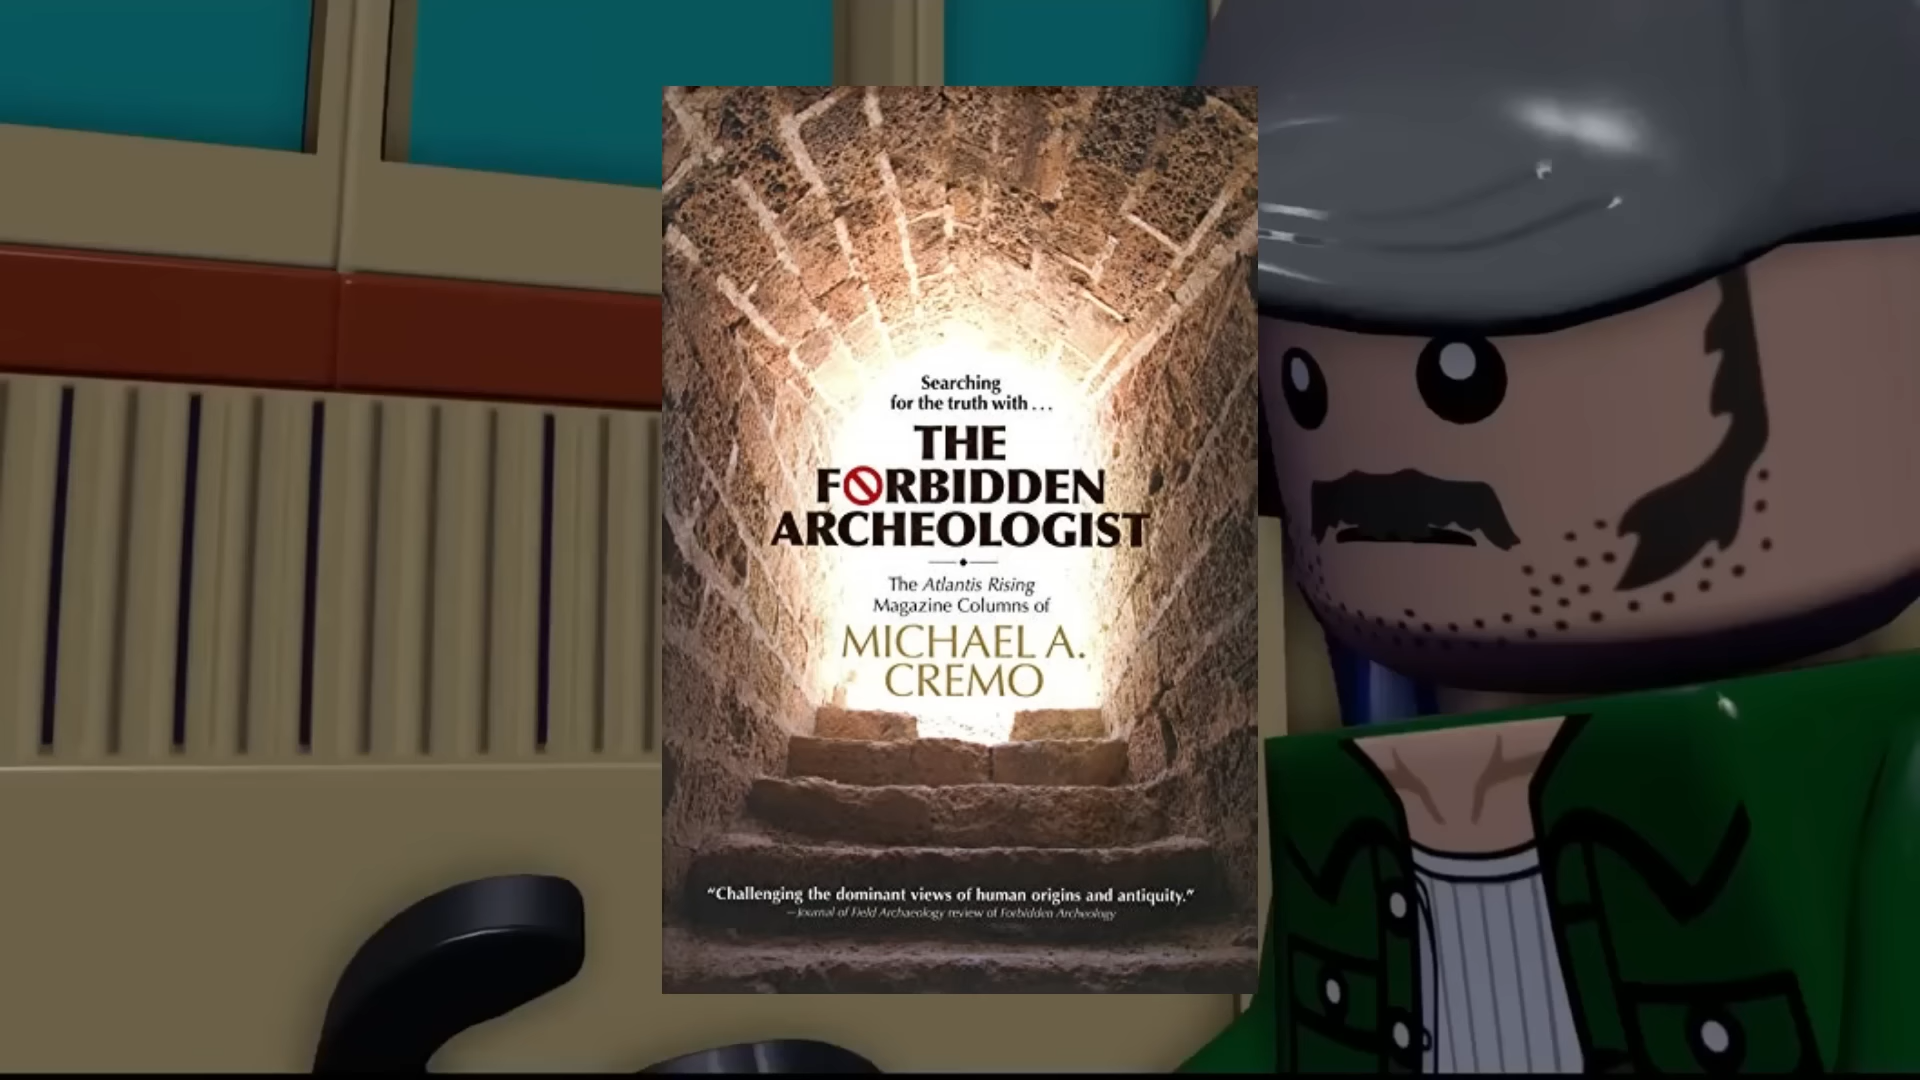 Searching
for the truth with . . .
THE
FORBIDDEN
ARCHEOLOGIST
The Atlantis Rising
Magazine Columns of
MICHAEL A.
CREMO
“Challenging the dominant views of human origins and antiquity.”
—Journal of Field Archaeology review of Forbidden Archeology